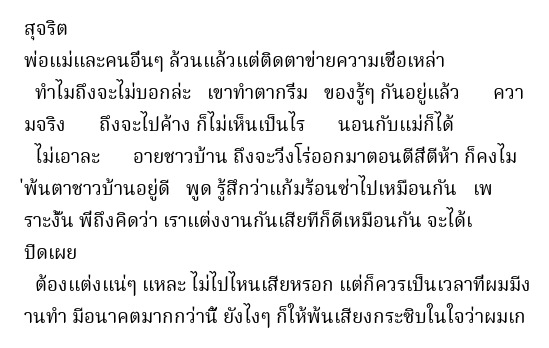 สุจริต
พ่อแม่และคนอื่นๆ ล้วนแล้วแต่ติดตาข่ายความเชื่อเหล่า
ทำไมถึงจะไม่บอกล่ะ เขาทำตากริ่ม ของรู้ๆ กันอยู่แล้ว ควา
มจริง ถึงจะไปค้าง ก็ไม่เห็นเป็นไร นอนกับแม่ก็ได้
ไม่เอาละ อายชาวบ้าน ถึงจะวิ่งโร่ออกมาตอนตีสี่ตีห้า ก็คงไม
่พ้นตาชาวบ้านอยู่ดี พูด รู้สึกว่าแก้มร้อนซ่าไปเหมือนกัน เพ
ราะงั้น พี่ถึงคิดว่า เราแต่งงานกันเสียทีก็ดีเหมือนกัน จะได้เ
ปิดเผย
ต้องแต่งแน่ๆ แหละ ไม่ไปไหนเสียหรอก แต่ก็ควรเป็นเวลาที่ผมมีง
านทำ มีอนาคตมากกว่านี้ ยังไงๆ ก็ให้พ้นเสียงกระซิบในใจว่าผมเก